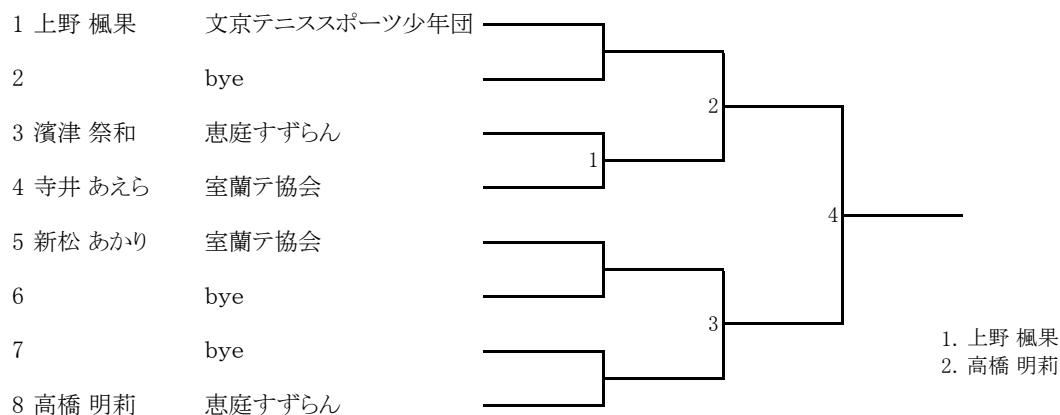 1 上野 楓果 文京テニススポーツ少年団
2 bye
2
3 濱津 祭和 恵庭すずらん
1
4 寺井 あえら 室蘭テ協会
4
5 新松 あかり 室蘭テ協会
6 bye
3
7 bye
8 高橋 明莉 恵庭すずらん
1. 上野 楓果
2. 高橋 明莉